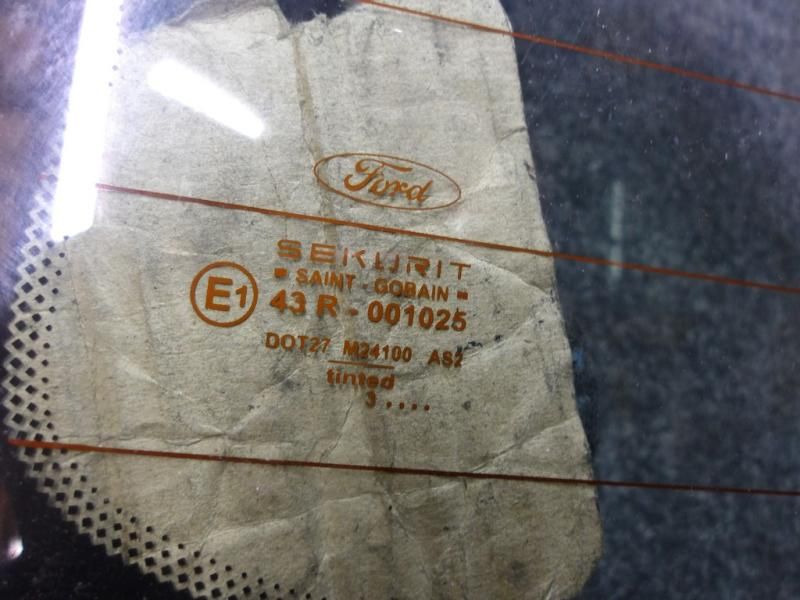 Ford
SEKURIT
SAINT-GOBAIN
E1
43 R - 001025
DOT27 M24100 AS2
tinted
3 ....